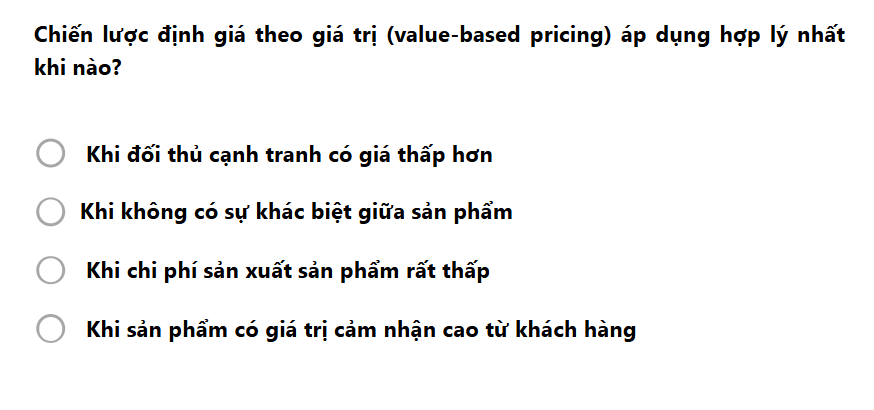 Chiến lược định giá theo giá trị (value-based pricing) áp dụng hợp lý nhất
khi nào?
Khi đối thủ cạnh tranh có giá thấp hơn
Khi không có sự khác biệt giữa sản phẩm
Khi chi phí sản xuất sản phẩm rất thấp
Khi sản phẩm có giá trị cảm nhận cao từ khách hàng